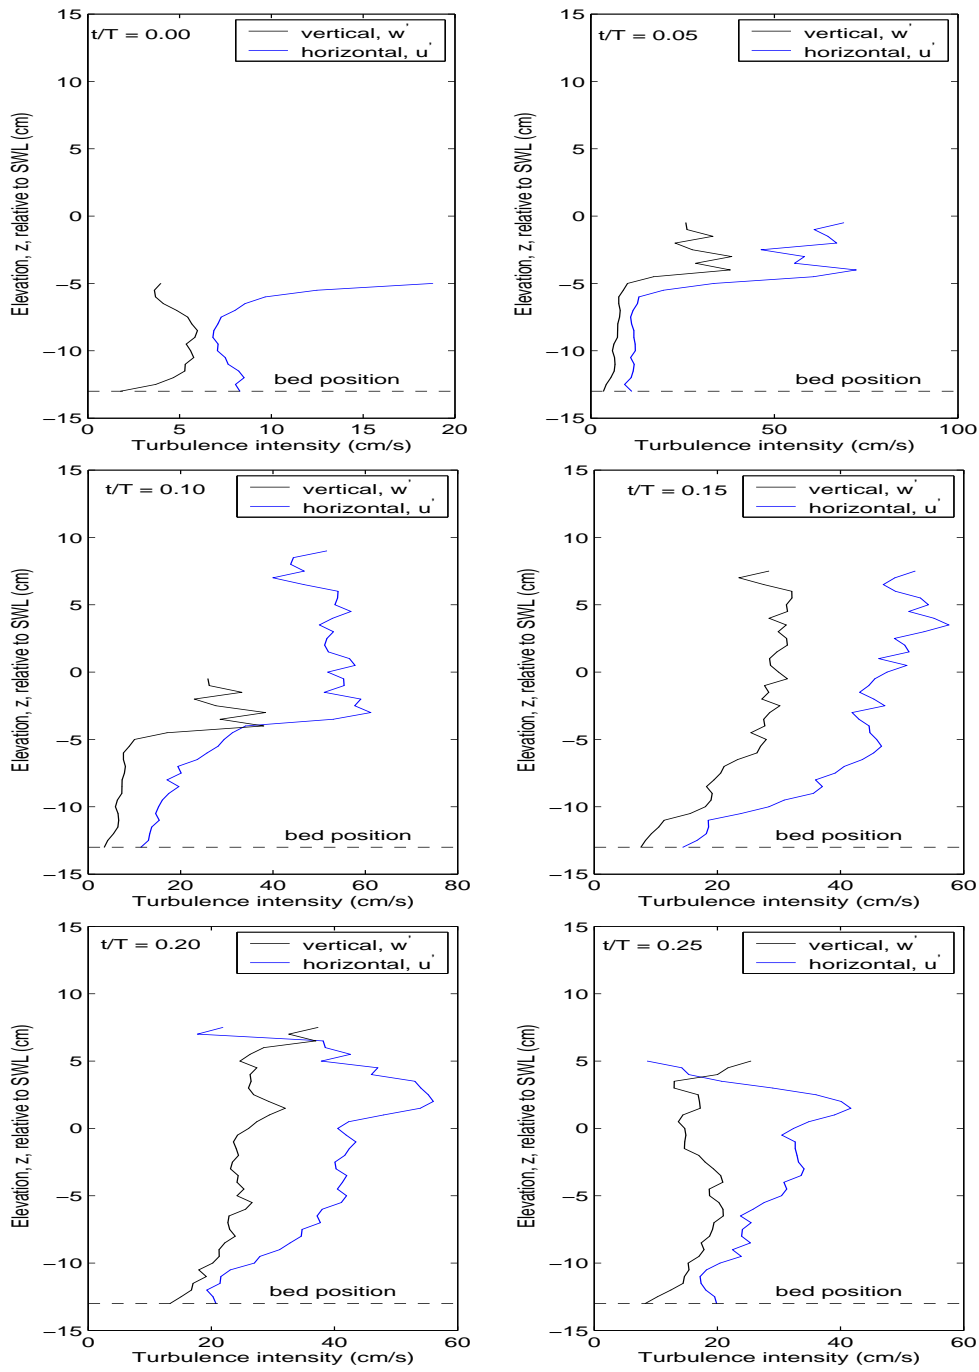 t/T = 0.00
vertical, w'
horizontal, u'
15
10
5
0
−5
−10
−15
Elevation, z, relative to SWL (cm)
bed position
0 5 10 15 20
Turbulence intensity (cm/s)
t/T = 0.05
vertical, w'
horizontal, u'
15
10
5
0
−5
−10
−15
Elevation, z, relative to SWL (cm)
bed position
0 50 100
Turbulence intensity (cm/s)
t/T = 0.10
vertical, w'
horizontal, u'
15
10
5
0
−5
−10
−15
Elevation, z, relative to SWL (cm)
bed position
0 20 40 60 80
Turbulence intensity (cm/s)
t/T = 0.15
vertical, w'
horizontal, u'
15
10
5
0
−5
−10
−15
Elevation, z, relative to SWL (cm)
bed position
0 20 40 60
Turbulence intensity (cm/s)
t/T = 0.20
vertical, w'
horizontal, u'
15
10
5
0
−5
−10
−15
Elevation, z, relative to SWL (cm)
bed position
0 20 40 60
Turbulence intensity (cm/s)
t/T = 0.25
vertical, w'
horizontal, u'
15
10
5
0
−5
−10
−15
Elevation, z, relative to SWL (cm)
bed position
0 20 40 60
Turbulence intensity (cm/s)